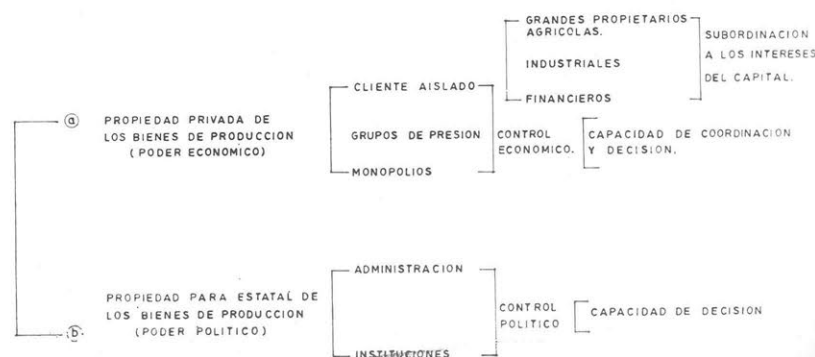 GRANDES PROPIETARIOS
AGRICOLAS.
INDUSTRIALES
FINANCIEROS
SUBORDINACION
A LOS INTERESES
DEL CAPITAL.
a
PROPIEDAD PRIVADA DE
LOS BIENES DE PRODUCCION
(PODER ECONOMICO)
CLIENTE AISLADO
GRUPOS DE PRESION
MONOPOLIOS
CONTROL
ECONOMICO.
CAPACIDAD DE COORDINACION
Y DECISION.
b
PROPIEDAD PARA ESTATAL DE
LOS BIENES DE PRODUCCION
(PODER POLITICO)
ADMINISTRACION
INSTITUCIONES
CONTROL
POLITICO
CAPACIDAD DE DECISION